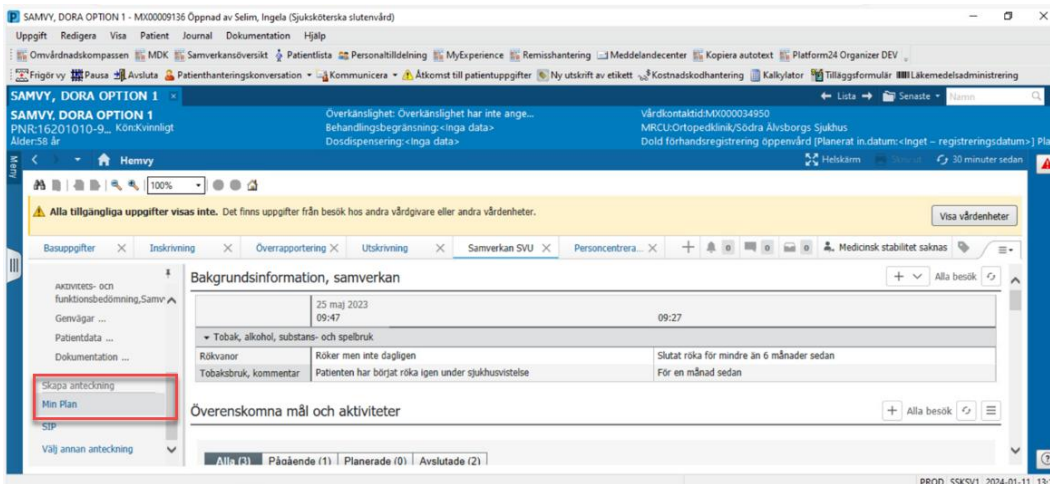 SAMVY, DORA OPTION 1 - MX00009136 Öppnad av Selim, Ingela (Sjuksköterska slutenvård)
Uppgift Redigera Visa Patient Journal Dokumentation Hjälp
Omvårdnadskompassen MDK Samverkansöversikt Patientlista Personaltilldelning MyExperience Remisshantering Meddelandecenter Kopiera autotext Platform24 Organizer DEV
Frigör vy Pausa Avsluta Patienthanteringskonversation Kommunicera Åtkomst till patientuppgifter Ny utskrift av etikett Kostnadskodhantering Kalkylator Tilläggsformulär Läkemedelsadministrering
SAMVY, DORA OPTION 1 Lista Senaste Namn
SAMVY, DORA OPTION 1 Överkänslighet: Överkänslighet har inte ange... Vårdkontaktid:MX000034950
PNR:16201010-9... Kön:Kvinnligt Behandlingsbegränsning:<Inga data> MRCU:Ortopedklinik/Södra Älvsborgs Sjukhus
Ålder:58 år Dosdispensering:<Inga data> Dold förhandsregistrering öppenvård [Planerat in.datum:<Inget – registreringsdatum>] Pla
Meny Hemvy Helskärm Skriv ut 30 minuter sedan
100%
Alla tillgängliga uppgifter visas inte. Det finns uppgifter från besök hos andra vårdgivare eller andra vårdenheter. Visa vårdenheter
Basuppgifter Inskrivning Överrapportering Utskrivning Samverkan SVU Personcentrera... 0 0 0 Medicinsk stabilitet saknas
Aktivitets- och
funktionsbedömning,Samv
Genvägar ...
Patientdata ...
Dokumentation ...
Skapa anteckning
Min Plan
SIP
Välj annan anteckning
Bakgrundsinformation, samverkan Alla besök
25 maj 2023
09:47 09:27
Tobak, alkohol, substans- och spelbruk
Rökvanor Röker men inte dagligen Slutat röka för mindre än 6 månader sedan
Tobaksbruk, kommentar Patienten har börjat röka igen under sjukhusvistelse För en månad sedan
Överenskomna mål och aktiviteter Alla besök
Alla (3) Pågående (1) Planerade (0) Avslutade (2)
PROD SSKSV1 2024-01-11 13: